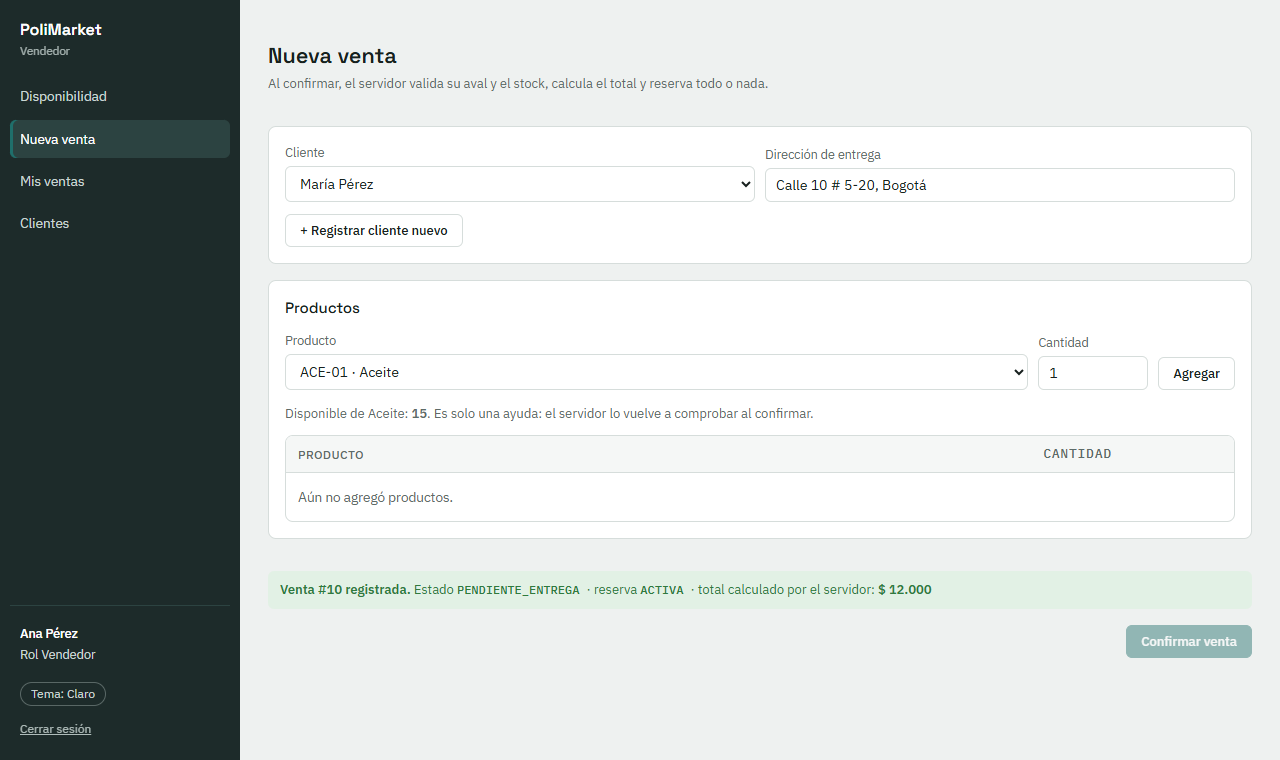 PoliMarket
Vendedor
Disponibilidad
Nueva venta
Mis ventas
Clientes
Ana Pérez
Rol Vendedor
Tema: Claro
Cerrar sesión
Nueva venta
Al confirmar, el servidor valida su aval y el stock, calcula el total y reserva todo o nada.
Cliente
Dirección de entrega
María Pérez
Calle 10 # 5-20, Bogotá
+ Registrar cliente nuevo
Productos
Producto
Cantidad
ACE-01 · Aceite
1
Agregar
Disponible de Aceite: 15. Es solo una ayuda: el servidor lo vuelve a comprobar al confirmar.
PRODUCTO
CANTIDAD
Aún no agregó productos.
Venta #10 registrada. Estado PENDIENTE_ENTREGA · reserva ACTIVA · total calculado por el servidor: $ 12.000
Confirmar venta